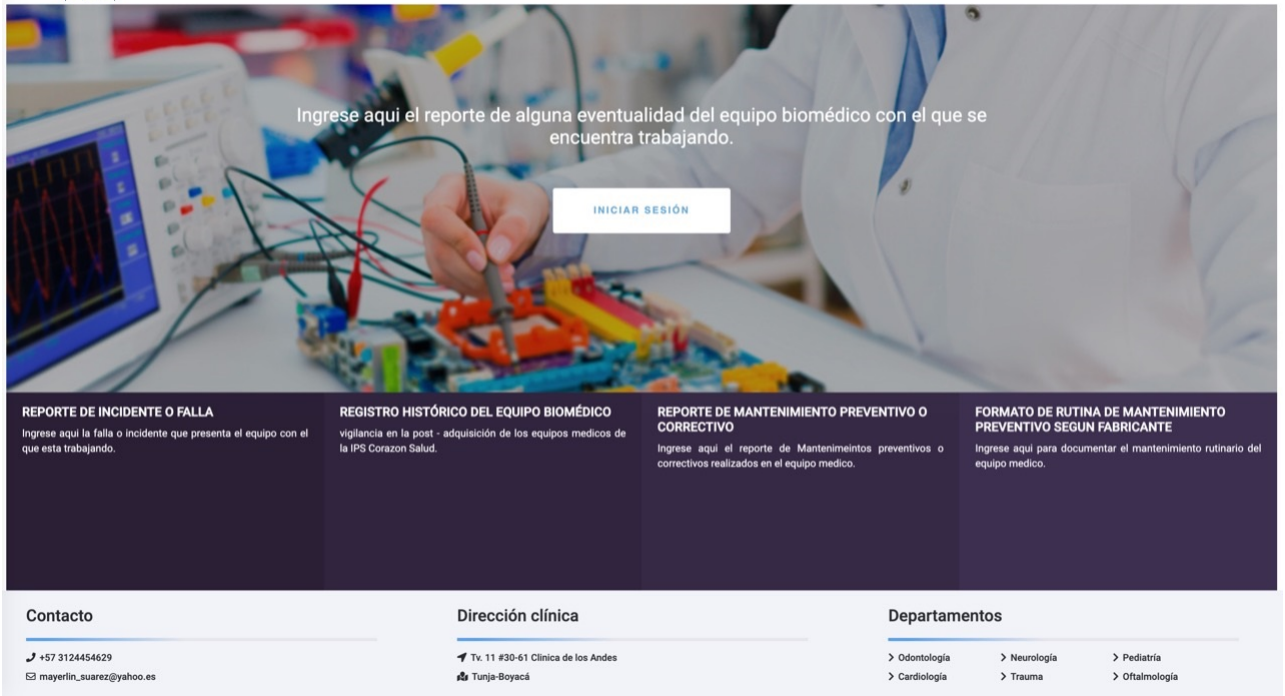 Ingrese aqui el reporte de alguna eventualidad del equipo biomédico con el que se
encuentra trabajando.
INICIAR SESIÓN
REPORTE DE INCIDENTE O FALLA
Ingrese aqui la falla o incidente que presenta el equipo con el
que esta trabajando.
REGISTRO HISTÓRICO DEL EQUIPO BIOMÉDICO
vigilancia en la post - adquisición de los equipos medicos de
la IPS Corazon Salud.
REPORTE DE MANTENIMIENTO PREVENTIVO O
CORRECTIVO
Ingrese aqui el reporte de Mantenimeintos preventivos o
correctivos realizados en el equipo medico.
FORMATO DE RUTINA DE MANTENIMIENTO
PREVENTIVO SEGUN FABRICANTE
Ingrese aqui para documentar el mantenimiento rutinario del
equipo medico.
Contacto
+57 3124454629
mayerlin_suarez@yahoo.es
Dirección clínica
Tv. 11 #30-61 Clinica de los Andes
Tunja-Boyacá
Departamentos
Odontología
Neurología
Pediatría
Cardiología
Trauma
Oftalmología